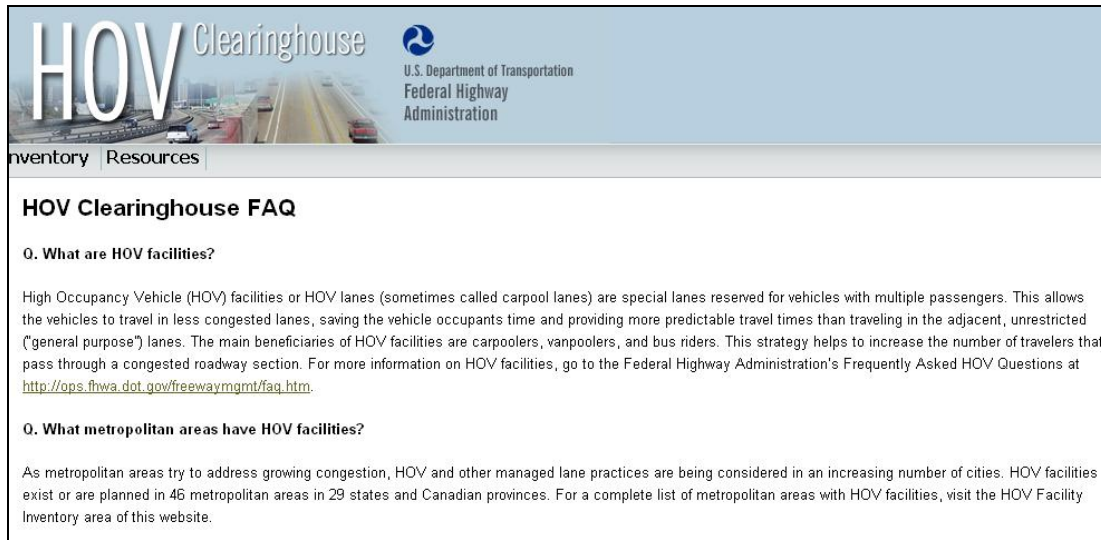 HOV Clearinghouse
U.S. Department of Transportation
Federal Highway
Administration
nventory Resources
HOV Clearinghouse FAQ
Q. What are HOV facilities?
High Occupancy Vehicle (HOV) facilities or HOV lanes (sometimes called carpool lanes) are special lanes reserved for vehicles with multiple passengers. This allows
the vehicles to travel in less congested lanes, saving the vehicle occupants time and providing more predictable travel times than traveling in the adjacent, unrestricted
("general purpose") lanes. The main beneficiaries of HOV facilities are carpoolers, vanpoolers, and bus riders. This strategy helps to increase the number of travelers that
pass through a congested roadway section. For more information on HOV facilities, go to the Federal Highway Administration's Frequently Asked HOV Questions at
http://ops.fhwa.dot.gov/freewaymgmt/faq.htm.
Q. What metropolitan areas have HOV facilities?
As metropolitan areas try to address growing congestion, HOV and other managed lane practices are being considered in an increasing number of cities. HOV facilities
exist or are planned in 46 metropolitan areas in 29 states and Canadian provinces. For a complete list of metropolitan areas with HOV facilities, visit the HOV Facility
Inventory area of this website.